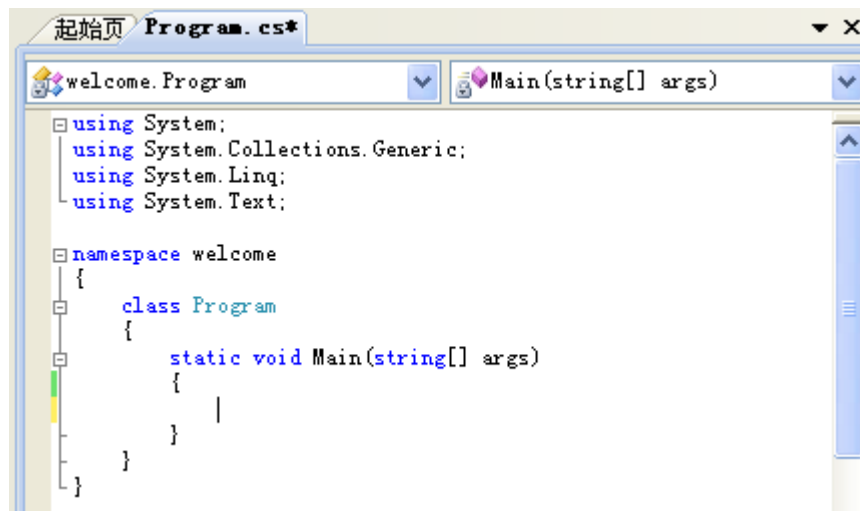 起始页 Program.cs*
welcome.Program Main(string[] args)
using System;
using System.Collections.Generic;
using System.Linq;
using System.Text;
namespace welcome
{
class Program
{
static void Main(string[] args)
{
}
}
}